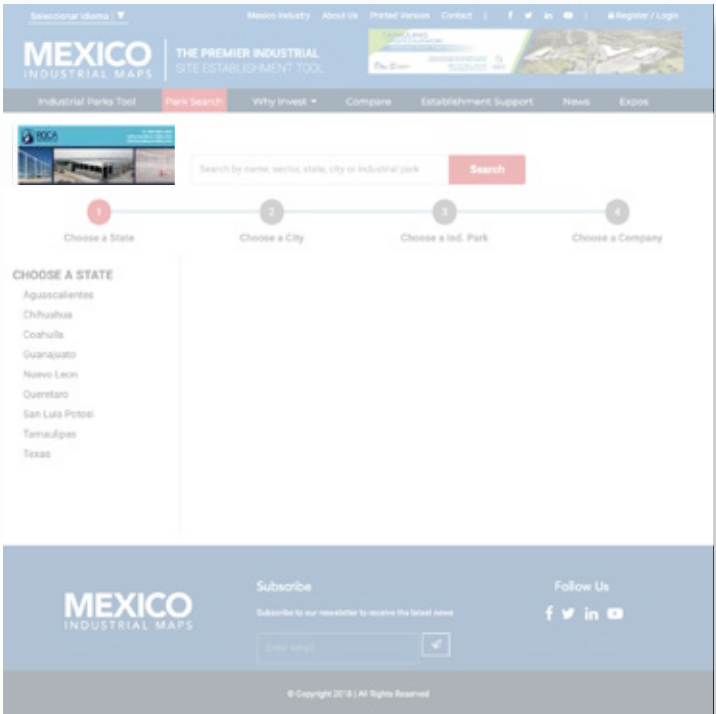 Seleccionar idioma | ▼
Mexico Industry About Us Printed Version Contact | | Register / Login
MEXICO
INDUSTRIAL MAPS
THE PREMIER INDUSTRIAL
SITE ESTABLISHMENT TOOL
TAMAULIPAS
Industrial Parks Tool Park Search Why Invest Compare Establishment Support News Expos
ROCA
Search by name, sector, state, city or industrial park Search
1 2 3 4
Choose a State Choose a City Choose a Ind. Park Choose a Company
CHOOSE A STATE
Aguascalientes
Chihuahua
Coahuila
Guanajuato
Nuevo Leon
Queretaro
San Luis Potosi
Tamaulipas
Texas
MEXICO
INDUSTRIAL MAPS
Subscribe
Subscribe to our newsletter to receive the latest news
Enter email
Follow Us
© Copyright 2018 | All Rights Reserved